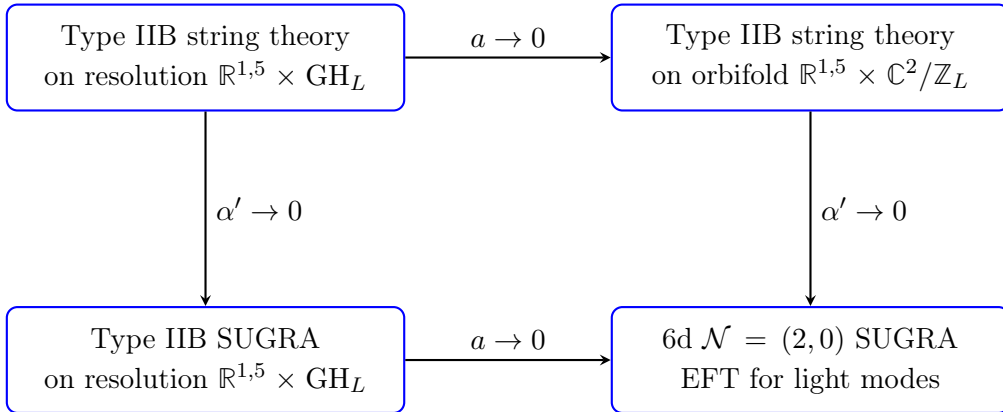 Type IIB string theory
on resolution ℝ^{1,5} × GH_L
a → 0
Type IIB string theory
on orbifold ℝ^{1,5} × ℂ²/ℤ_L
α′ → 0
α′ → 0
Type IIB SUGRA
on resolution ℝ^{1,5} × GH_L
a → 0
6d 𝒩 = (2, 0) SUGRA
EFT for light modes